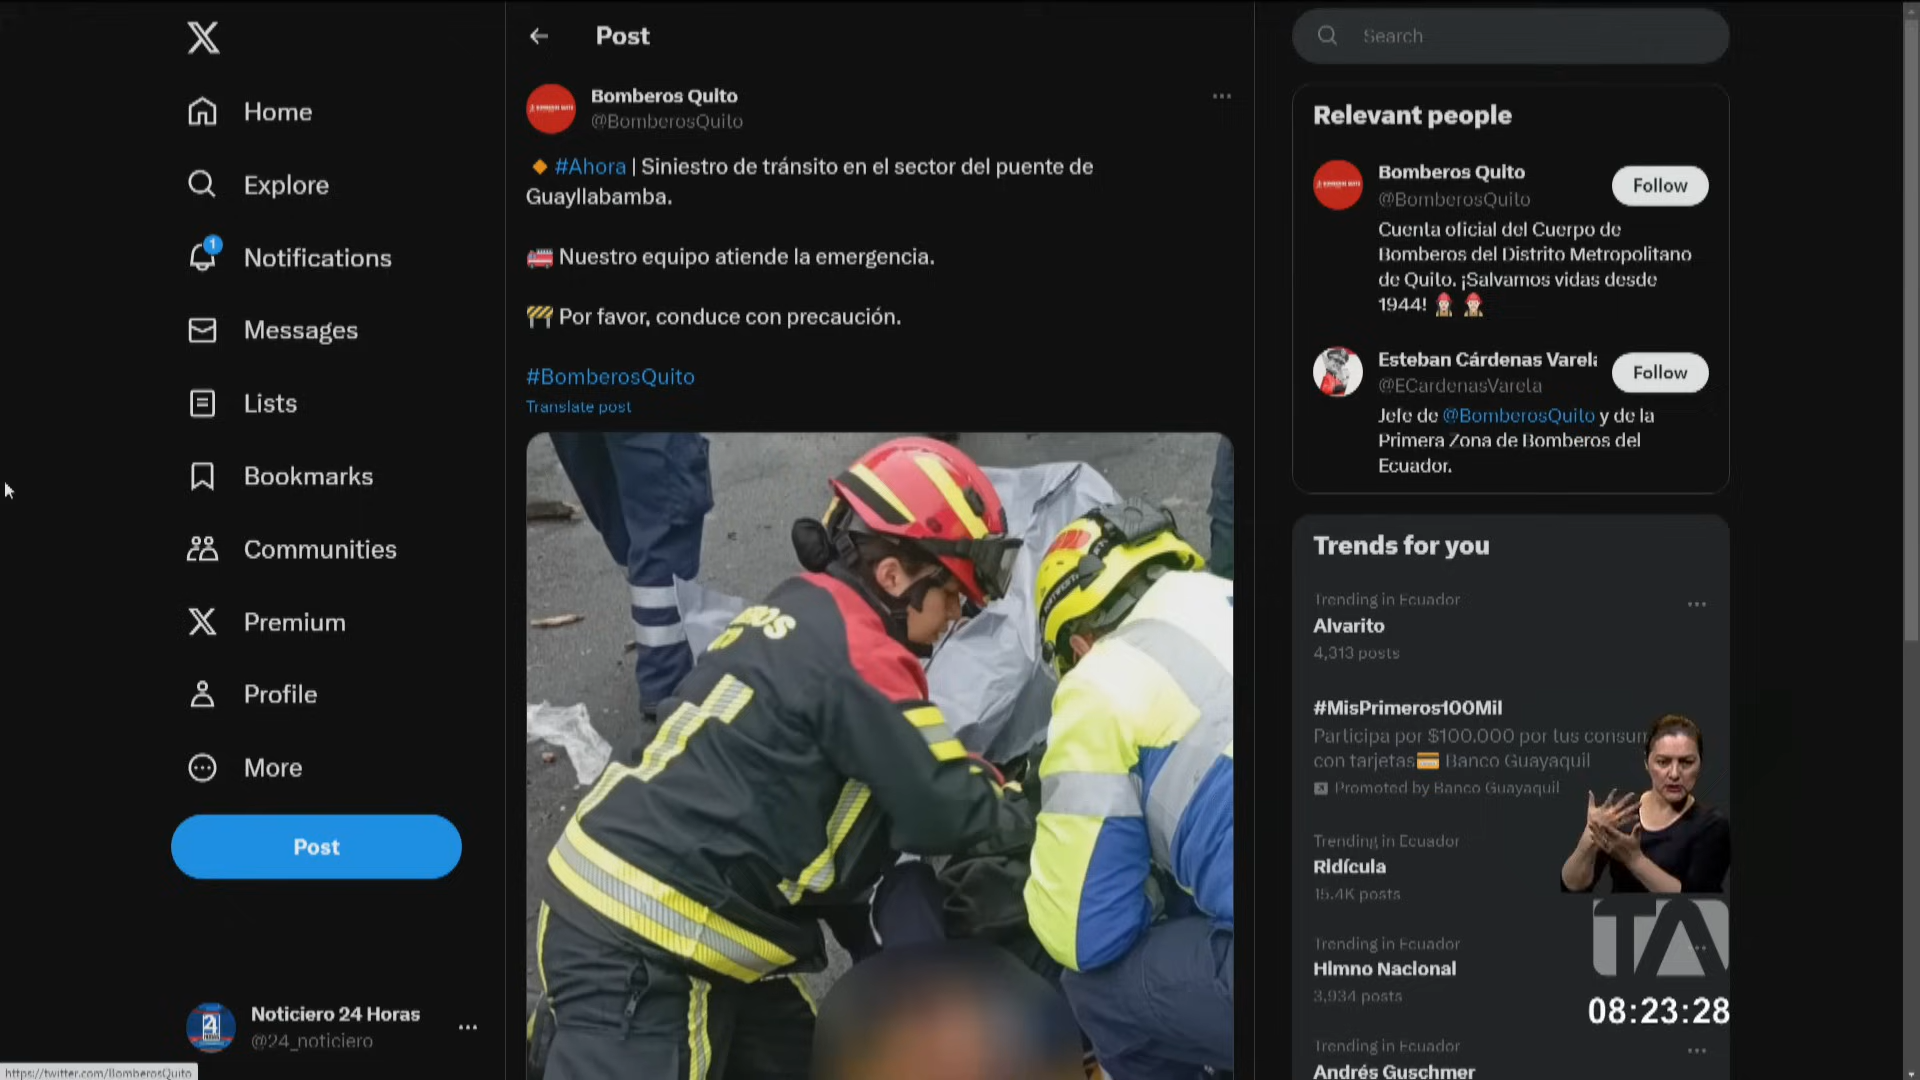 Home
Explore
1
Notifications
Messages
Lists
Bookmarks
Communities
Premium
Profile
More
Post
Noticiero 24 Horas
@24_noticiero
https://twitter.com/BomberosQuito
Post
Bomberos Quito
@BomberosQuito
#Ahora | Siniestro de tránsito en el sector del puente de
Guayllabamba.
Nuestro equipo atiende la emergencia.
Por favor, conduce con precaución.
#BomberosQuito
Translate post
Search
Relevant people
Bomberos Quito
@BomberosQuito
Follow
Cuenta oficial del Cuerpo de
Bomberos del Distrito Metropolitano
de Quito. ¡Salvamos vidas desde
1944!
Esteban Cárdenas Varela
@ECardenasVarela
Follow
Jefe de @BomberosQuito y de la
Primera Zona de Bomberos del
Ecuador.
Trends for you
Trending in Ecuador
Alvarito
4,313 posts
#MisPrimeros100Mil
Participa por $100.000 por tus consum
con tarjetas Banco Guayaquil
Promoted by Banco Guayaquil
Trending in Ecuador
Ridícula
15.4K posts
Trending in Ecuador
Himno Nacional
3,934 posts
Trending in Ecuador
Andrés Guschmer
TA
08:23:28